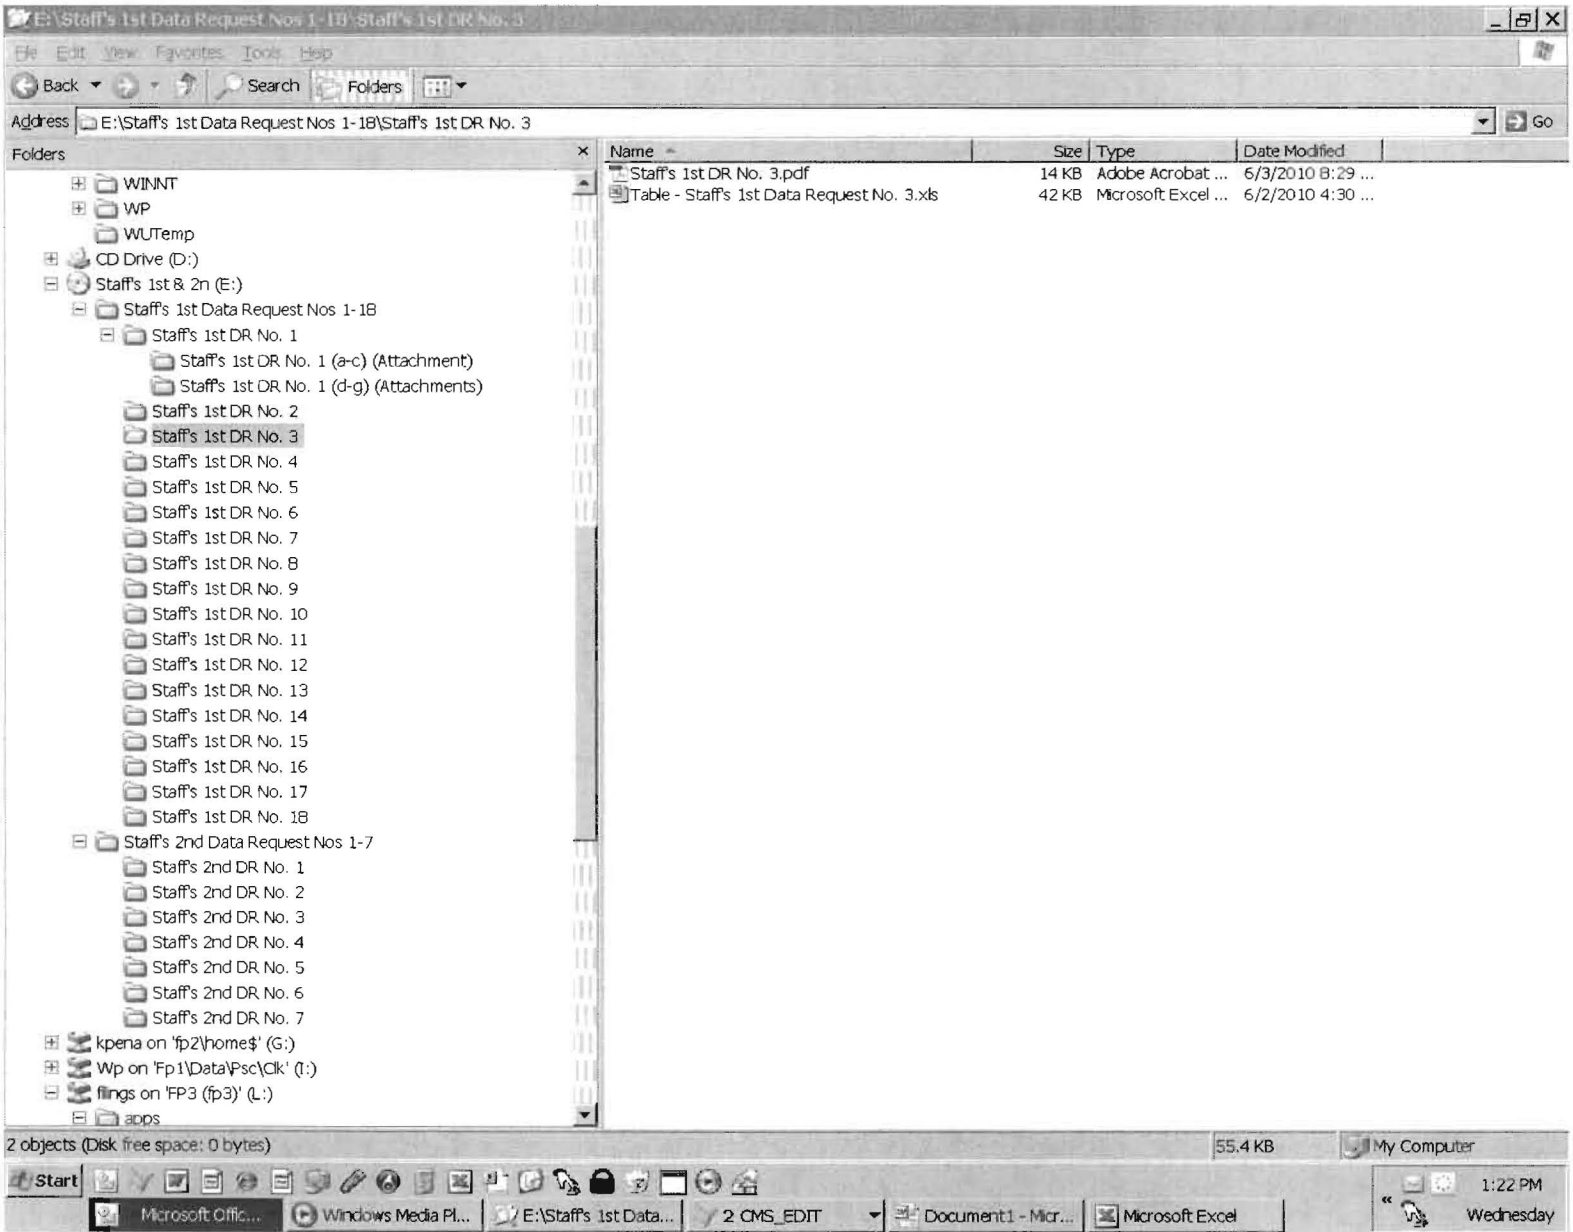 E:\Staff's 1st Data Request Nos 1-18\Staff's 1st DR No. 3
File Edit View Favorites Tools Help
Back Search Folders
Address E:\Staff's 1st Data Request Nos 1-18\Staff's 1st DR No. 3 Go
Folders × Name Size Type Date Modified
Staff's 1st DR No. 3.pdf 14 KB Adobe Acrobat ... 6/3/2010 8:29 ...
Table - Staff's 1st Data Request No. 3.xls 42 KB Microsoft Excel ... 6/2/2010 4:30 ...
WINNT
WP
WUTemp
CD Drive (D:)
Staff's 1st & 2n (E:)
Staff's 1st Data Request Nos 1-18
Staff's 1st DR No. 1
Staff's 1st DR No. 1 (a-c) (Attachment)
Staff's 1st DR No. 1 (d-g) (Attachments)
Staff's 1st DR No. 2
Staff's 1st DR No. 3
Staff's 1st DR No. 4
Staff's 1st DR No. 5
Staff's 1st DR No. 6
Staff's 1st DR No. 7
Staff's 1st DR No. 8
Staff's 1st DR No. 9
Staff's 1st DR No. 10
Staff's 1st DR No. 11
Staff's 1st DR No. 12
Staff's 1st DR No. 13
Staff's 1st DR No. 14
Staff's 1st DR No. 15
Staff's 1st DR No. 16
Staff's 1st DR No. 17
Staff's 1st DR No. 18
Staff's 2nd Data Request Nos 1-7
Staff's 2nd DR No. 1
Staff's 2nd DR No. 2
Staff's 2nd DR No. 3
Staff's 2nd DR No. 4
Staff's 2nd DR No. 5
Staff's 2nd DR No. 6
Staff's 2nd DR No. 7
kpena on 'fp2\home$' (G:)
Wp on 'Fp1\Data\Psc\Clk' (I:)
filings on 'FP3 (fp3)' (L:)
apps
2 objects (Disk free space: 0 bytes) 55.4 KB My Computer
Start 1:22 PM
Microsoft Offic... Windows Media Pl... E:\Staff's 1st Data... 2 CMS_EDIT Document1 - Micr... Microsoft Excel « Wednesday